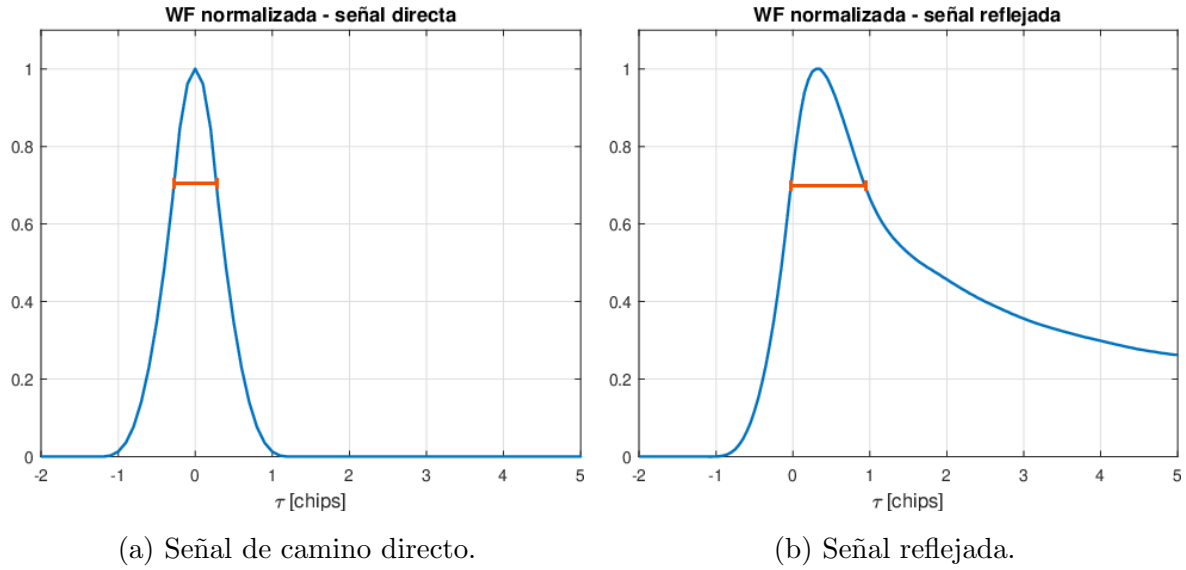 WF normalizada - señal directa
1
0.8
0.6
0.4
0.2
0
-2 -1 0 1 2 3 4 5
τ [chips]
(a) Señal de camino directo.
WF normalizada - señal reflejada
1
0.8
0.6
0.4
0.2
0
-2 -1 0 1 2 3 4 5
τ [chips]
(b) Señal reflejada.